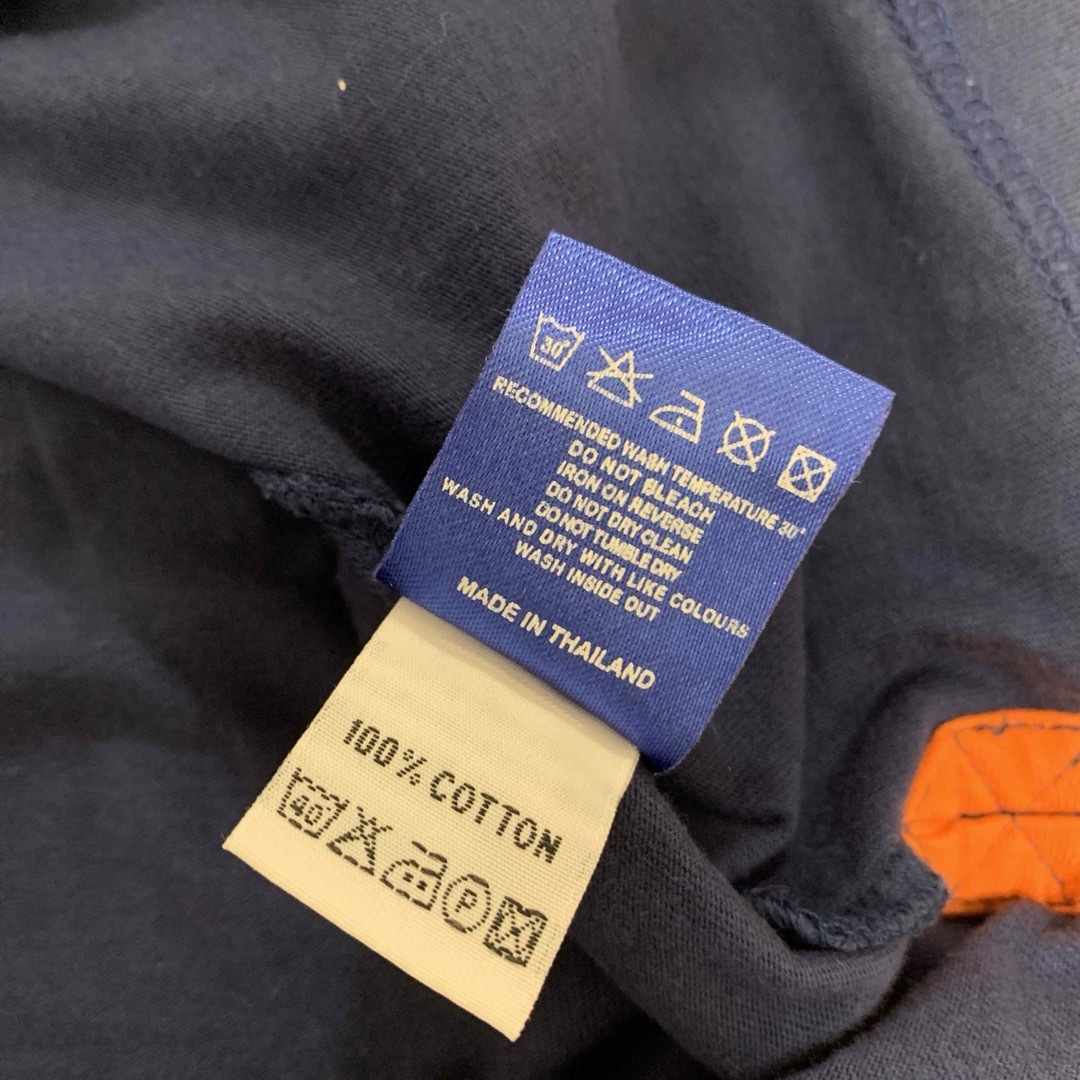 30°
RECOMMENDED WASH TEMPERATURE 30°
DO NOT BLEACH
IRON ON REVERSE
DO NOT DRY CLEAN
DO NOT TUMBLE DRY
WASH AND DRY WITH LIKE COLOURS
WASH INSIDE OUT
MADE IN THAILAND
100% COTTON
40 P